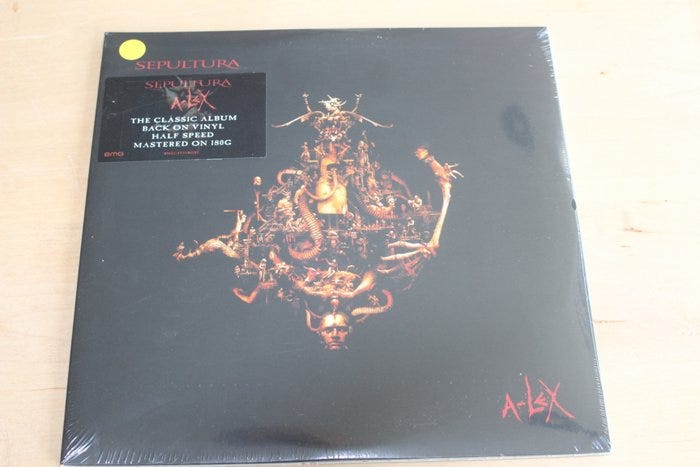 SEPULTURA
SEPULTURA
A-LEX
THE CLASSIC ALBUM
BACK ON VINYL
HALF SPEED
MASTERED ON 180G
BMG
A-LEX